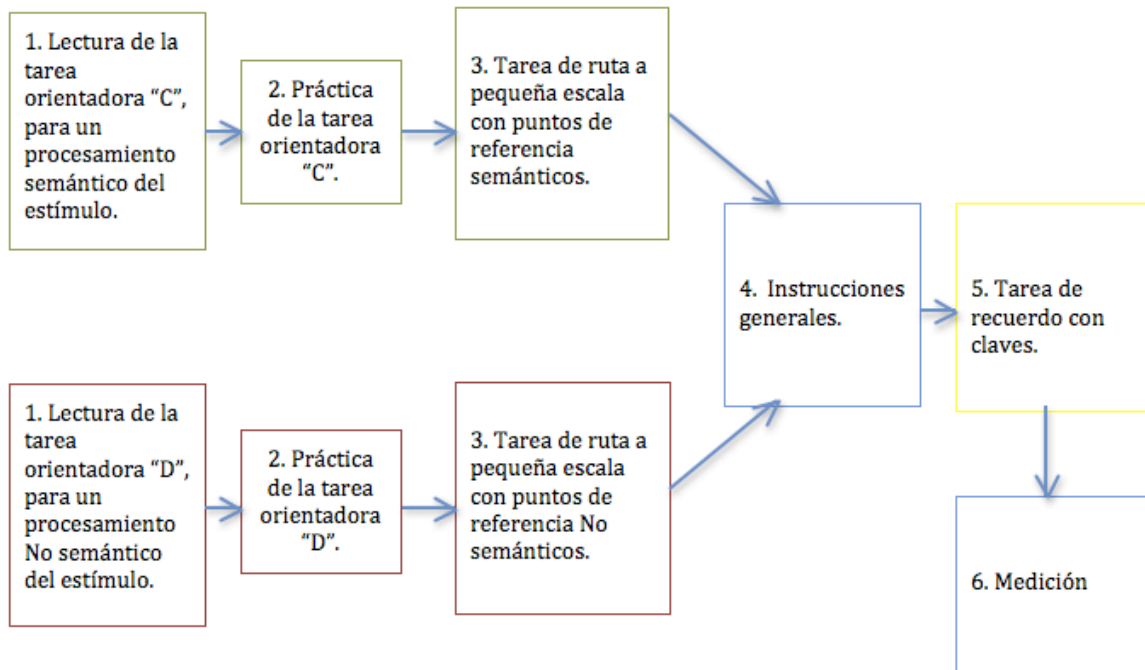 1. Lectura de la
tarea
orientadora “C”,
para un
procesamiento
semántico del
estímulo.
2. Práctica
de la tarea
orientadora
“C”.
3. Tarea de ruta a
pequeña escala
con puntos de
referencia
semánticos.
4. Instrucciones
generales.
5. Tarea de
recuerdo con
claves.
1. Lectura de la
tarea
orientadora “D”,
para un
procesamiento
No semántico
del estímulo.
2. Práctica
de la tarea
orientadora
“D”.
3. Tarea de ruta a
pequeña escala
con puntos de
referencia No
semánticos.
6. Medición